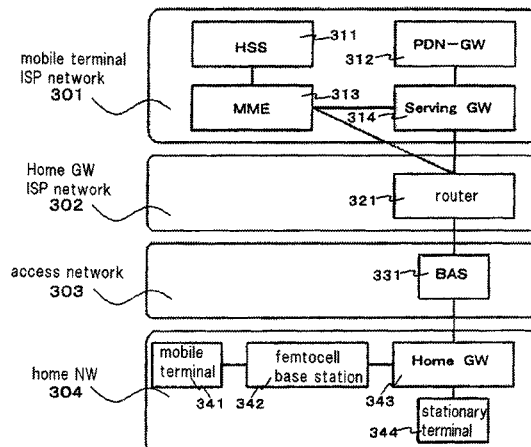 HSS
311
PDN-GW
312
mobile terminal
ISP network
301
MME
313
Serving GW
314
Home GW
ISP network
302
router
321
access network
303
BAS
331
home NW
304
mobile
terminal
341
femtocell
base station
342
Home GW
343
stationary
terminal
344